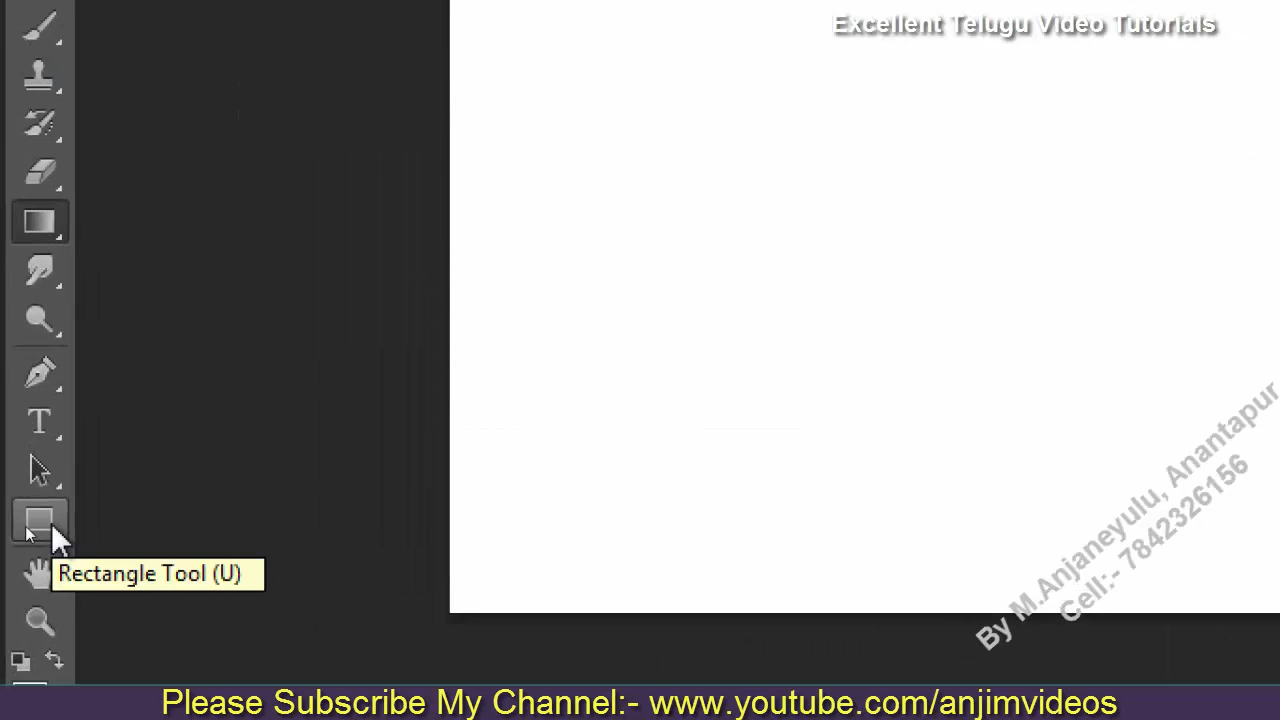 Excellent Telugu Video Tutorials
T
Rectangle Tool (U)
By M.Anjaneyulu, Anantapur
Cell:- 7842326156
Please Subscribe My Channel:- www.youtube.com/anjimvideos